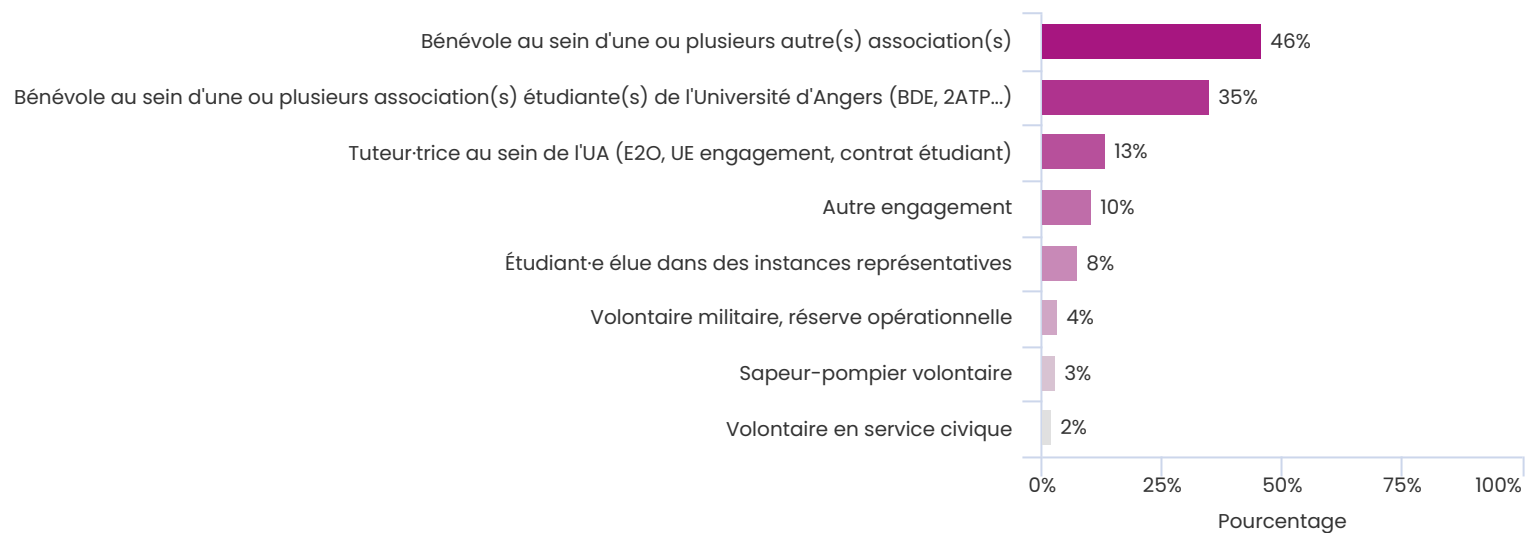 Bénévole au sein d'une ou plusieurs autre(s) association(s) 46%
Bénévole au sein d'une ou plusieurs association(s) étudiante(s) de l'Université d'Angers (BDE, 2ATP...) 35%
Tuteur·trice au sein de l'UA (E2O, UE engagement, contrat étudiant) 13%
Autre engagement 10%
Étudiant·e élue dans des instances représentatives 8%
Volontaire militaire, réserve opérationnelle 4%
Sapeur-pompier volontaire 3%
Volontaire en service civique 2%
0% 25% 50% 75% 100%
Pourcentage